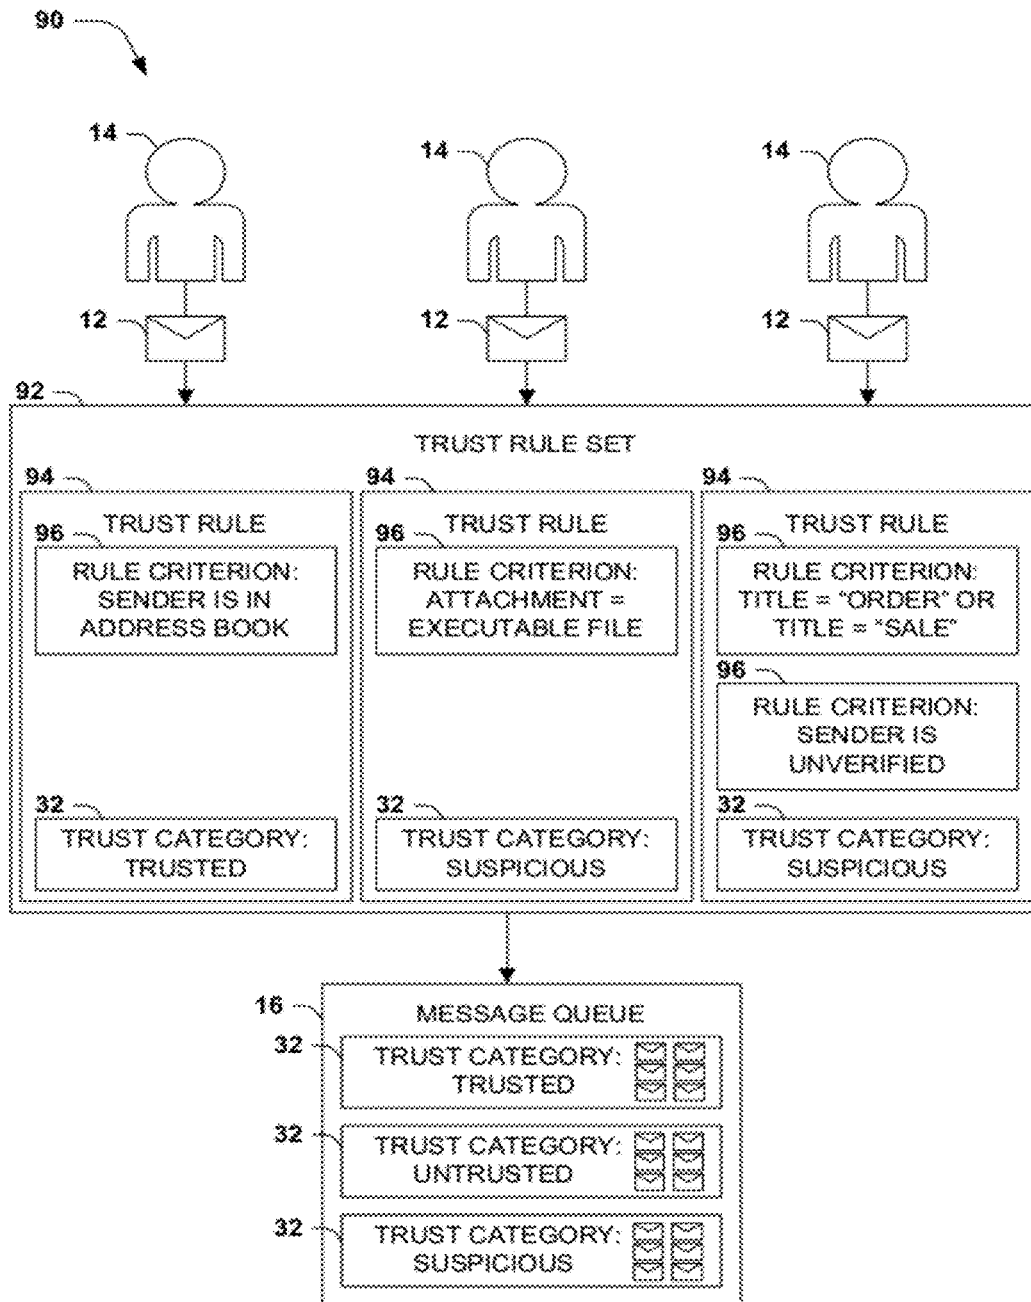 90
14
14
14
12
12
12
92
TRUST RULE SET
94
94
94
TRUST RULE
TRUST RULE
TRUST RULE
96
RULE CRITERION:
SENDER IS IN
ADDRESS BOOK
96
RULE CRITERION:
ATTACHMENT =
EXECUTABLE FILE
96
RULE CRITERION:
TITLE = "ORDER" OR
TITLE = "SALE"
96
RULE CRITERION:
SENDER IS
UNVERIFIED
32
TRUST CATEGORY:
TRUSTED
32
TRUST CATEGORY:
SUSPICIOUS
32
TRUST CATEGORY:
SUSPICIOUS
16
MESSAGE QUEUE
32
TRUST CATEGORY:
TRUSTED
32
TRUST CATEGORY:
UNTRUSTED
32
TRUST CATEGORY:
SUSPICIOUS